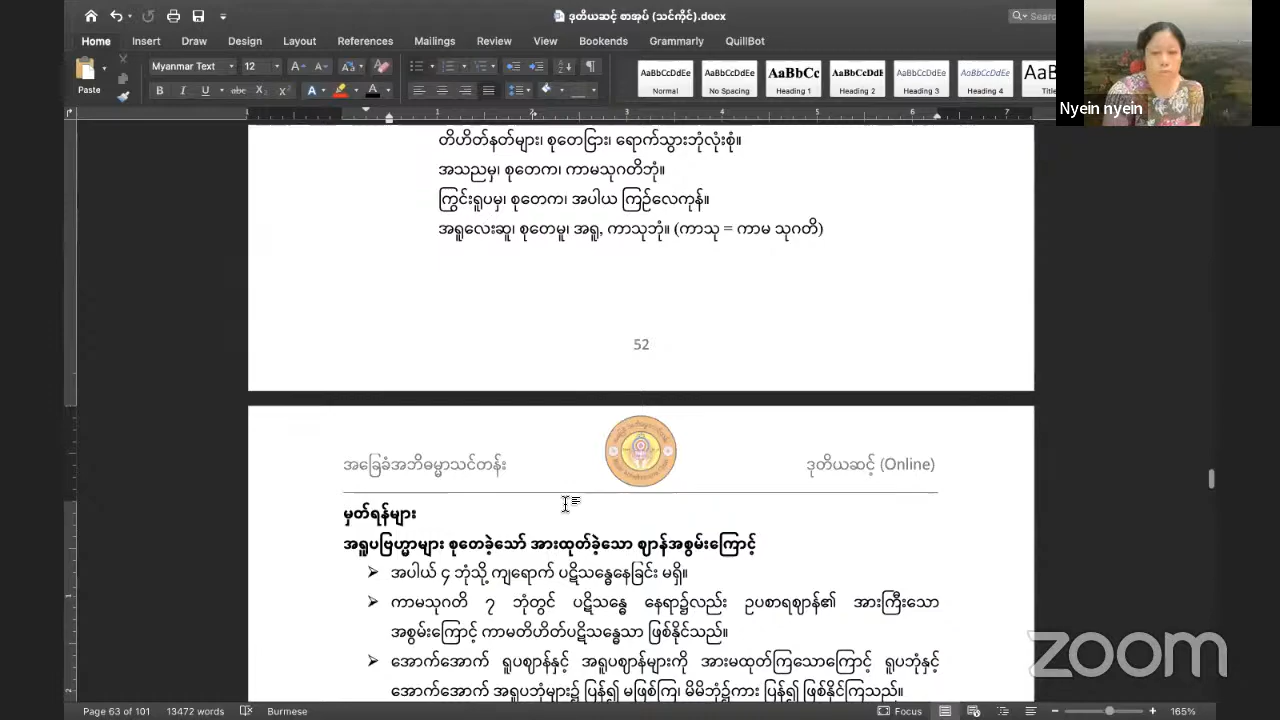 ဒုတိယဆင့် စာအုပ် (သင်ကိုင်).docx
Home Insert Draw Design Layout References Mailings Review View Bookends Grammarly QuillBot
Paste
Myanmar Text 12
AaBbCcDdEe AaBbCcDdEe AaBbCc AaBbCcDdE AaBbCcDdEe AaBbCcDdEe
Normal No Spacing Heading 1 Heading 2 Heading 3 Heading 4
Nyein nyein
တိဟိတ်နတ်များ၊ စုတေငြား၊ ရောက်သွားဘုံလုံးစုံ။
အသညမှ၊ စုတေက၊ ကာမသုဂတိဘုံ။
ကြွင်းရူပမှ၊ စုတေက၊ အပါယ ကြဉ်လေကုန်။
အရူလေးဆူ၊ စုတေမူ၊ အရူ, ကာသုဘုံ။ (ကာသု = ကာမ သုဂတိ)
52
အခြေခံအဘိဓမ္မာသင်တန်း
ဒုတိယဆင့် (Online)
မှတ်ရန်များ
အရူပဗြဟ္မာများ စုတေခဲ့သော် အားထုတ်ခဲ့သော ဈာန်အစွမ်းကြောင့်
➤ အပါယ် ၄ ဘုံသို့ ကျရောက် ပဋိသန္ဓေနေခြင်း မရှိ။
➤ ကာမသုဂတိ ၇ ဘုံတွင် ပဋိသန္ဓေ နေရာ၌လည်း ဥပစာရဈာန်၏ အားကြီးသော
အစွမ်းကြောင့် ကာမတိဟိတ်ပဋိသန္ဓေသာ ဖြစ်နိုင်သည်။
➤ အောက်အောက် ရူပဈာန်နှင့် အရူပဈာန်များကို အားမထုတ်ကြသောကြောင့် ရူပဘုံနှင့်
အောက်အောက် အရူပဘုံများ၌ ပြန်၍ မဖြစ်ကြ၊ မိမိဘုံ၌ကား ပြန်၍ ဖြစ်နိုင်ကြသည်။
zoom
Page 63 of 101 13472 words Burmese Focus 165%